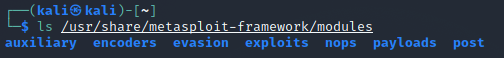 ┌──(kali㉿kali)-[~]
└─$ ls /usr/share/metasploit-framework/modules
auxiliary encoders evasion exploits nops payloads post